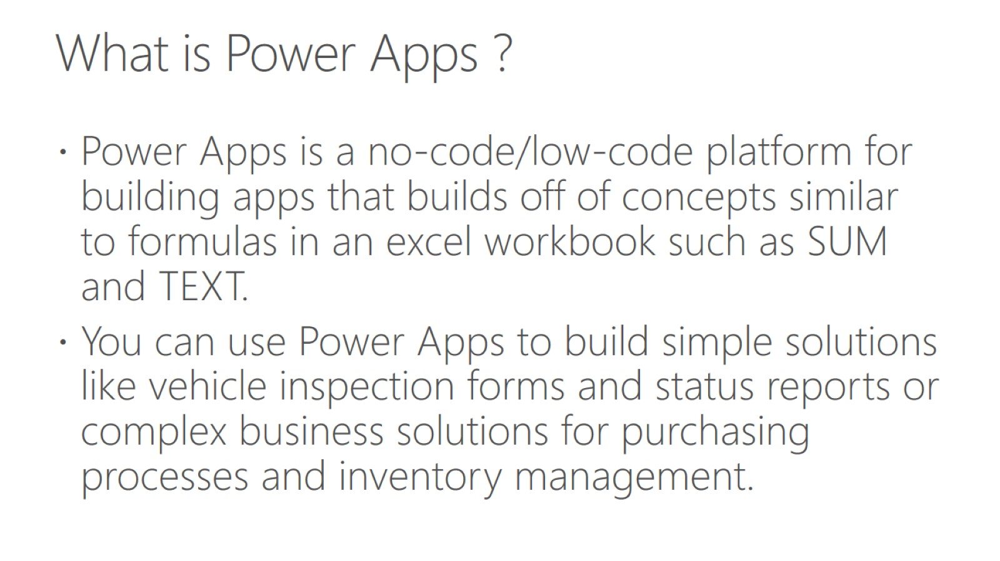 What is Power Apps ?
• Power Apps is a no-code/low-code platform for
building apps that builds off of concepts similar
to formulas in an excel workbook such as SUM
and TEXT.
• You can use Power Apps to build simple solutions
like vehicle inspection forms and status reports or
complex business solutions for purchasing
processes and inventory management.